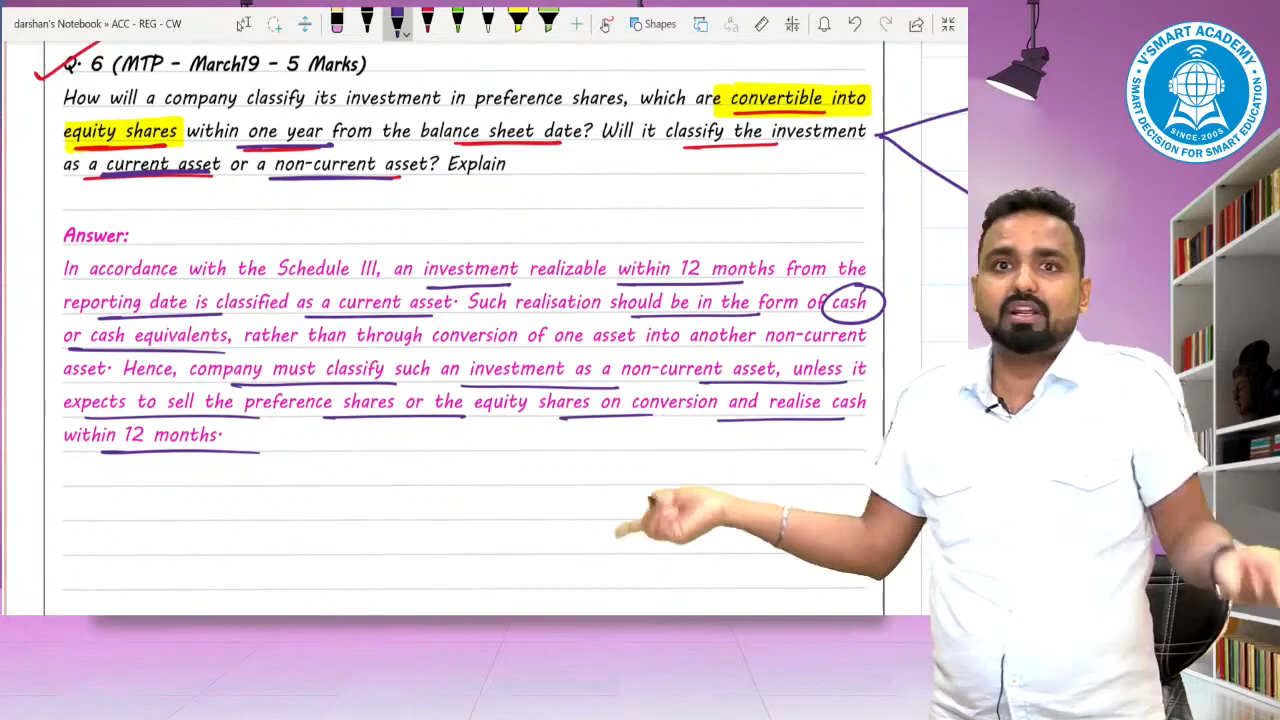 darshan's Notebook » ACC - REG - CW
Shapes
Q. 6 (MTP - March19 - 5 Marks)
How will a company classify its investment in preference shares, which are convertible into
equity shares within one year from the balance sheet date? Will it classify the investment
as a current asset or a non-current asset? Explain
Answer:
In accordance with the Schedule III, an investment realizable within 12 months from the
reporting date is classified as a current asset. Such realisation should be in the form of cash
or cash equivalents, rather than through conversion of one asset into another non-current
asset. Hence, company must classify such an investment as a non-current asset, unless it
expects to sell the preference shares or the equity shares on conversion and realise cash
within 12 months.
V'SMART ACADEMY
SINCE-2005
SMART DECISION FOR SMART EDUCATION